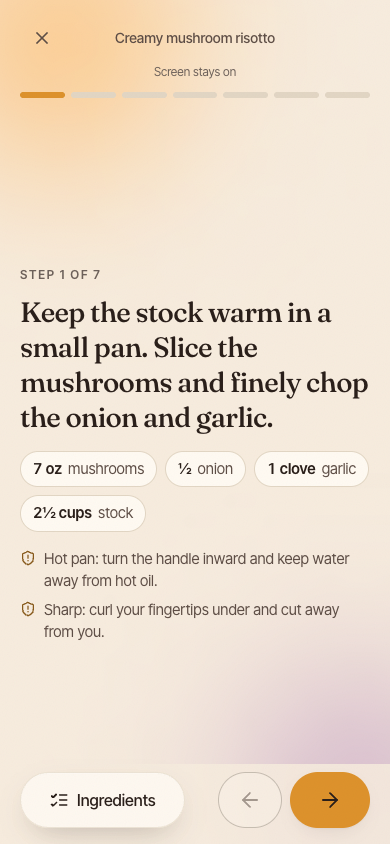 Creamy mushroom risotto
Screen stays on
STEP 1 OF 7
Keep the stock warm in a
small pan. Slice the
mushrooms and finely chop
the onion and garlic.
7 oz mushrooms
½ onion
1 clove garlic
2½ cups stock
Hot pan: turn the handle inward and keep water
away from hot oil.
Sharp: curl your fingertips under and cut away
from you.
Ingredients